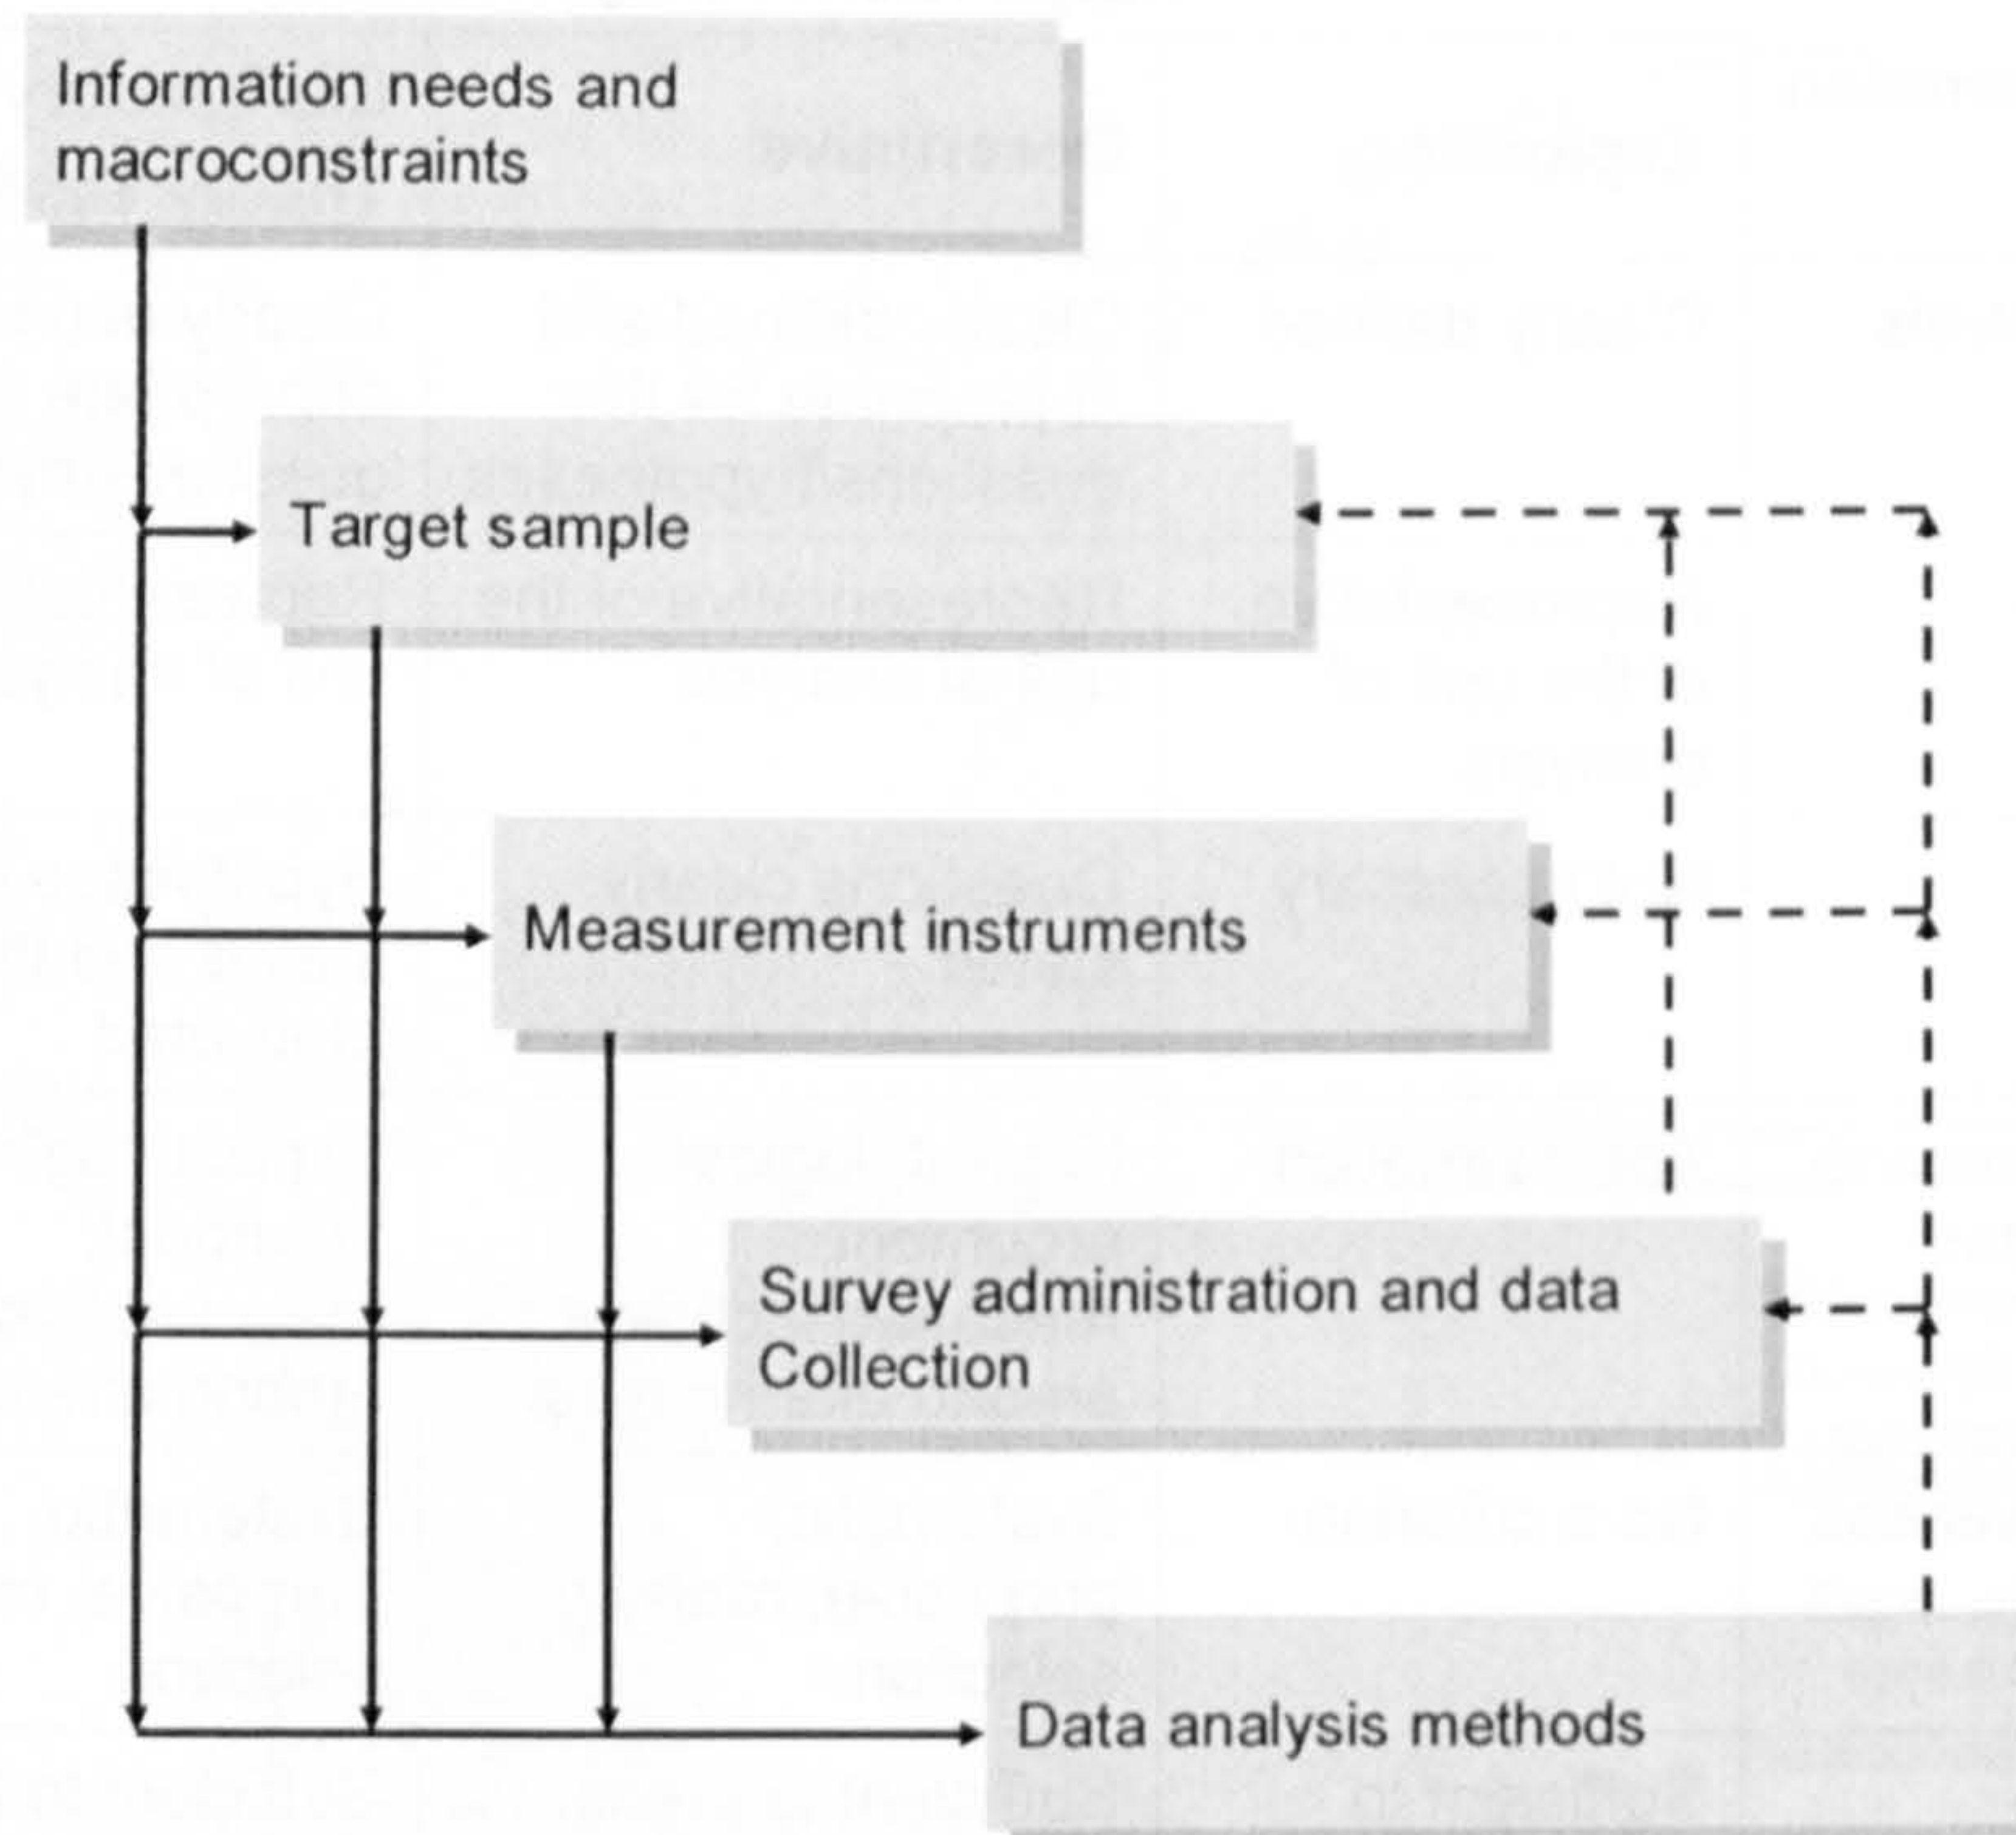 Information needs and
macroconstraints
Target sample
Measurement instruments
Survey administration and data
Collection
Data analysis methods